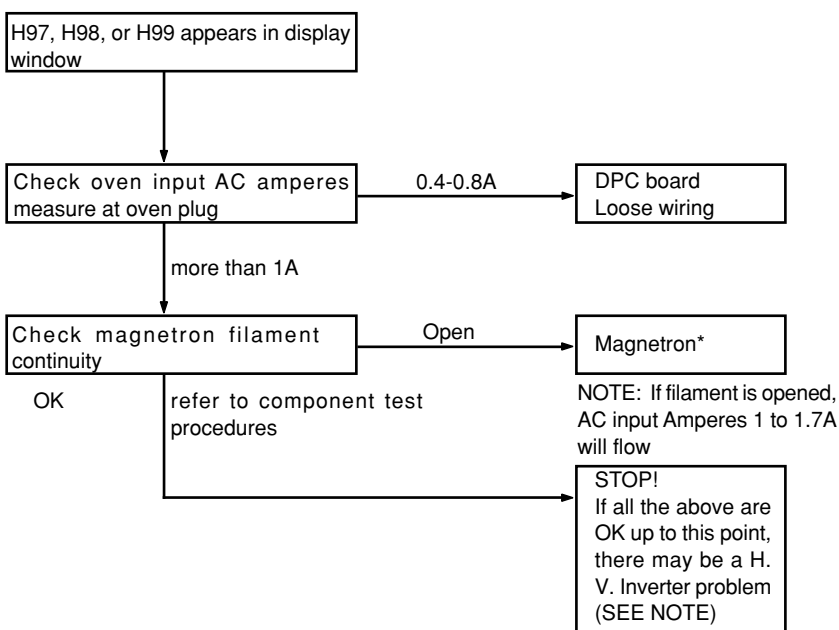 H97, H98, or H99 appears in display
window
Check oven input AC amperes
measure at oven plug
0.4-0.8A
DPC board
Loose wiring
more than 1A
Check magnetron filament
continuity
Open
Magnetron*
OK
refer to component test
procedures
NOTE: If filament is opened,
AC input Amperes 1 to 1.7A
will flow
STOP!
If all the above are
OK up to this point,
there may be a H.
V. Inverter problem
(SEE NOTE)